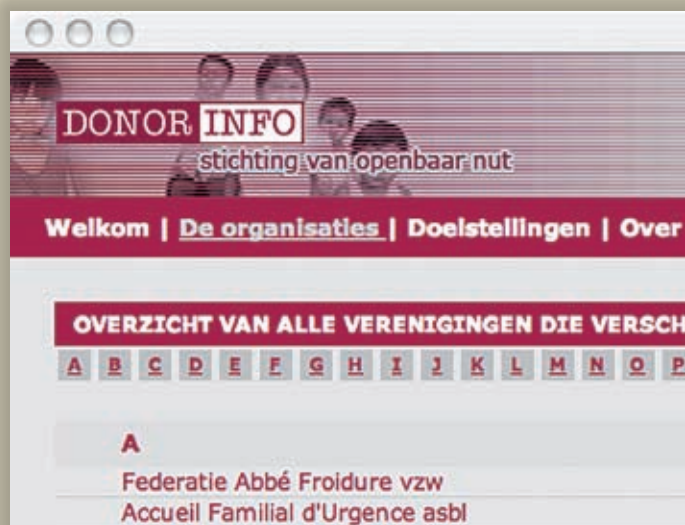 DONOR INFO
stichting van openbaar nut
Welkom | De organisaties | Doelstellingen | Over
OVERZICHT VAN ALLE VERENIGINGEN DIE VERSCH
A B C D E F G H I J K L M N O P
A
Federatie Abbé Froidure vzw
Accueil Familial d'Urgence asbl